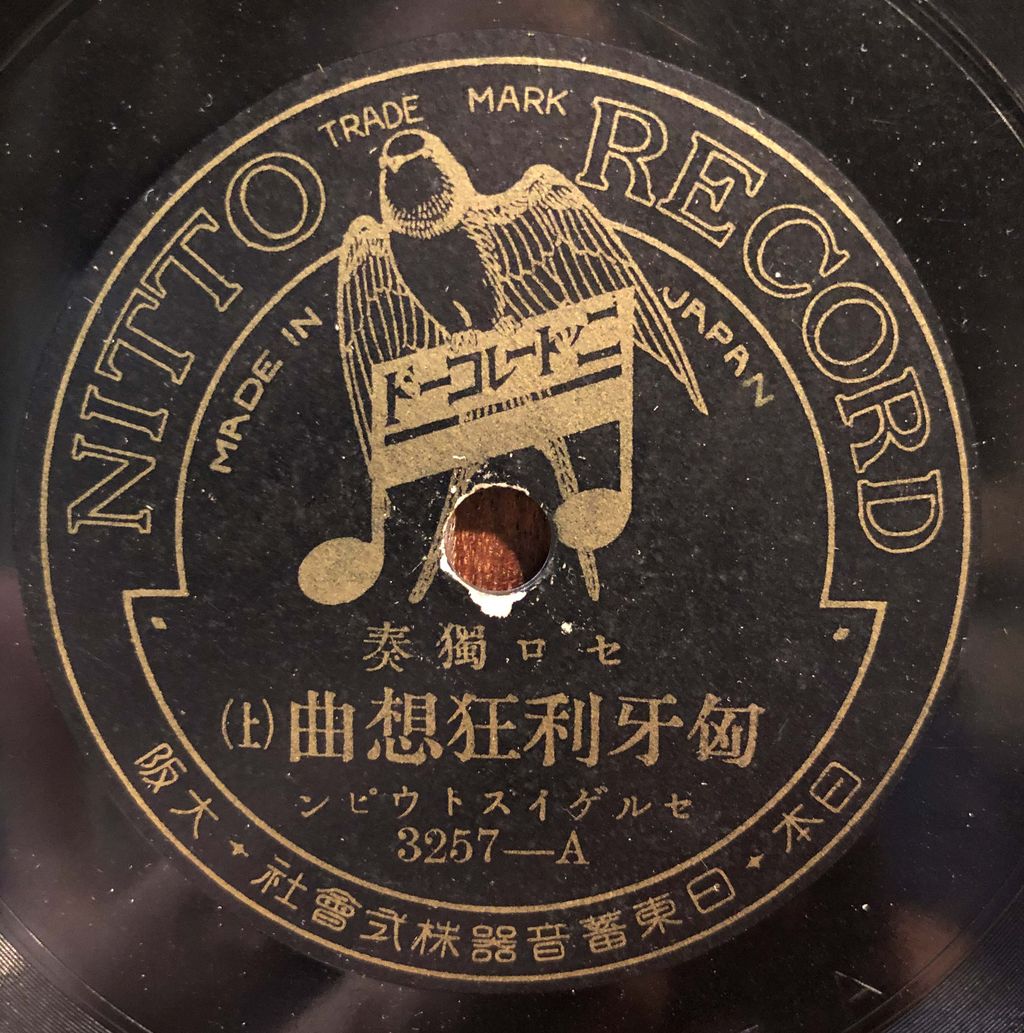 TRADE MARK
NITTO RECORD
MADE IN JAPAN
ニットーレコード
セロ獨奏
匈牙利狂想曲(上)
セルゲイストウピン
3257—A
日本✦日東蓄音器株式會社✦大阪